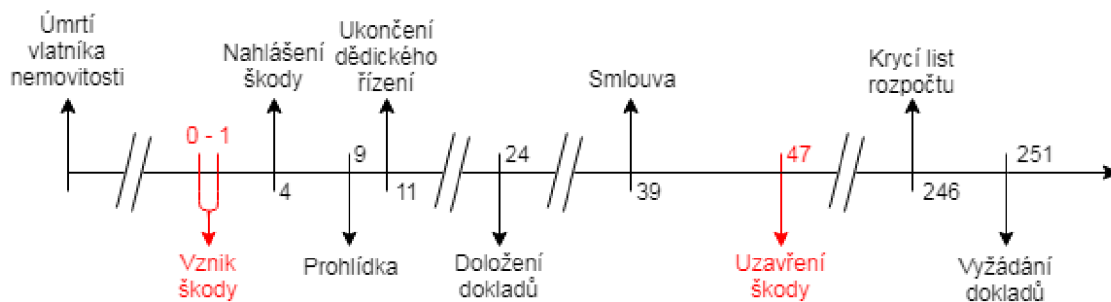 Úmrtí
vlatníka
nemovitosti
0 - 1
Vznik
škody
Nahlášení
škody
4
9
Prohlídka
Ukončení
dědického
řízení
11
24
Doložení
dokladů
Smlouva
39
47
Uzavření
škody
Krycí list
rozpočtu
246
251
Vyžádání
dokladů